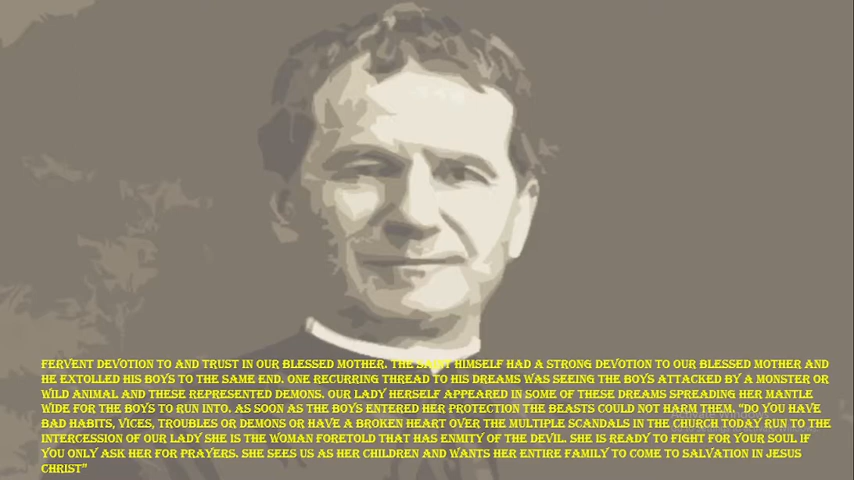 FERVENT DEVOTION TO AND TRUST IN OUR BLESSED MOTHER. THE SAINT HIMSELF HAD A STRONG DEVOTION TO OUR BLESSED MOTHER AND
HE EXTOLLED HIS BOYS TO THE SAME END. ONE RECURRING THREAD TO HIS DREAMS WAS SEEING THE BOYS ATTACKED BY A MONSTER OR
WILD ANIMAL AND THESE REPRESENTED DEMONS. OUR LADY HERSELF APPEARED IN SOME OF THESE DREAMS SPREADING HER MANTLE
WIDE FOR THE BOYS TO RUN INTO. AS SOON AS THE BOYS ENTERED HER PROTECTION THE BEASTS COULD NOT HARM THEM. "DO YOU HAVE
BAD HABITS, VICES, TROUBLES OR DEMONS OR HAVE A BROKEN HEART OVER THE MULTIPLE SCANDALS IN THE CHURCH TODAY RUN TO THE
INTERCESSION OF OUR LADY SHE IS THE WOMAN FORETOLD THAT HAS ENMITY OF THE DEVIL. SHE IS READY TO FIGHT FOR YOUR SOUL IF
YOU ONLY ASK HER FOR PRAYERS. SHE SEES US AS HER CHILDREN AND WANTS HER ENTIRE FAMILY TO COME TO SALVATION IN JESUS
CHRIST"